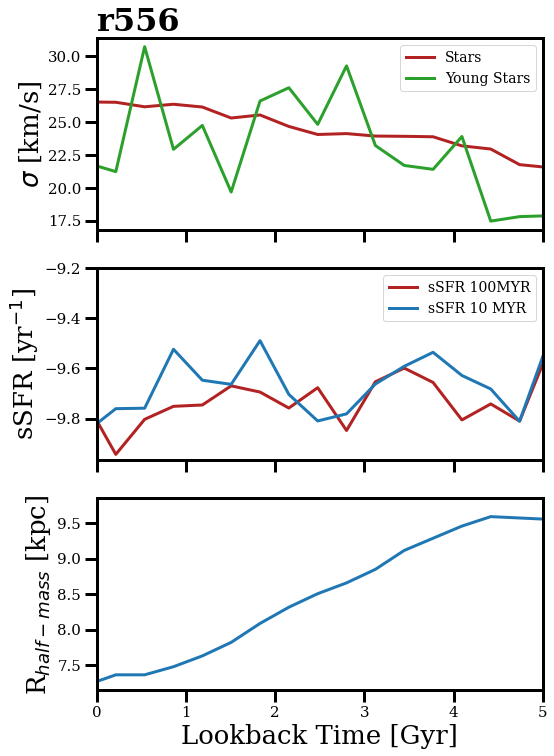 r556
30.0
27.5
25.0
22.5
20.0
17.5
σ [km/s]
Stars
Young Stars
−9.2
−9.4
−9.6
−9.8
sSFR [yr⁻¹]
sSFR 100MYR
sSFR 10 MYR
9.5
9.0
8.5
8.0
7.5
R_{half−mass} [kpc]
0 1 2 3 4 5
Lookback Time [Gyr]